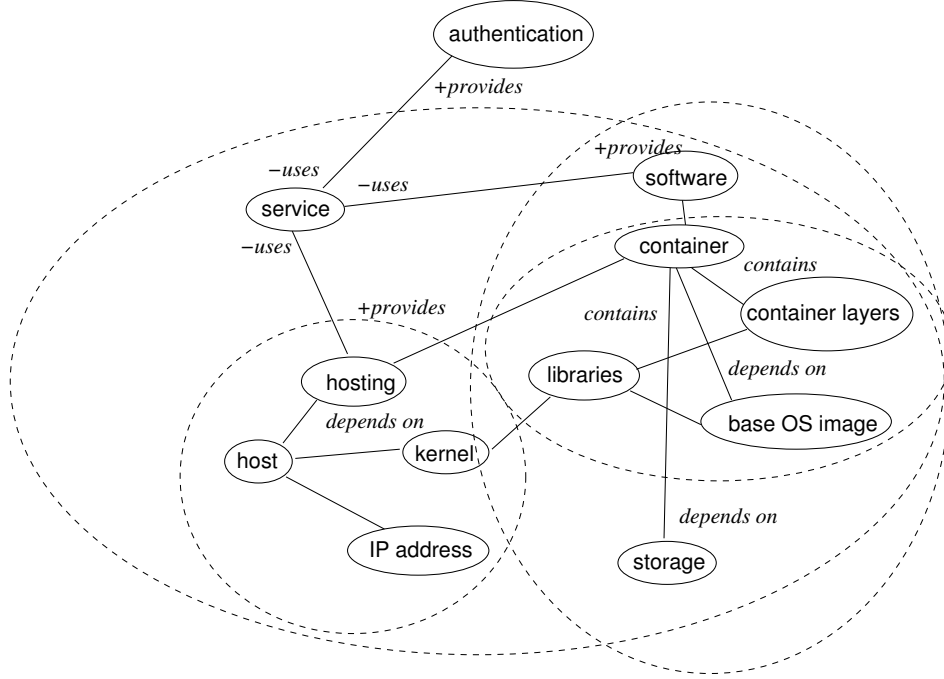 authentication
+provides
+provides
−uses
software
−uses
service
−uses
container
contains
+provides
contains
container layers
depends on
hosting
libraries
depends on
base OS image
host
kernel
depends on
IP address
storage